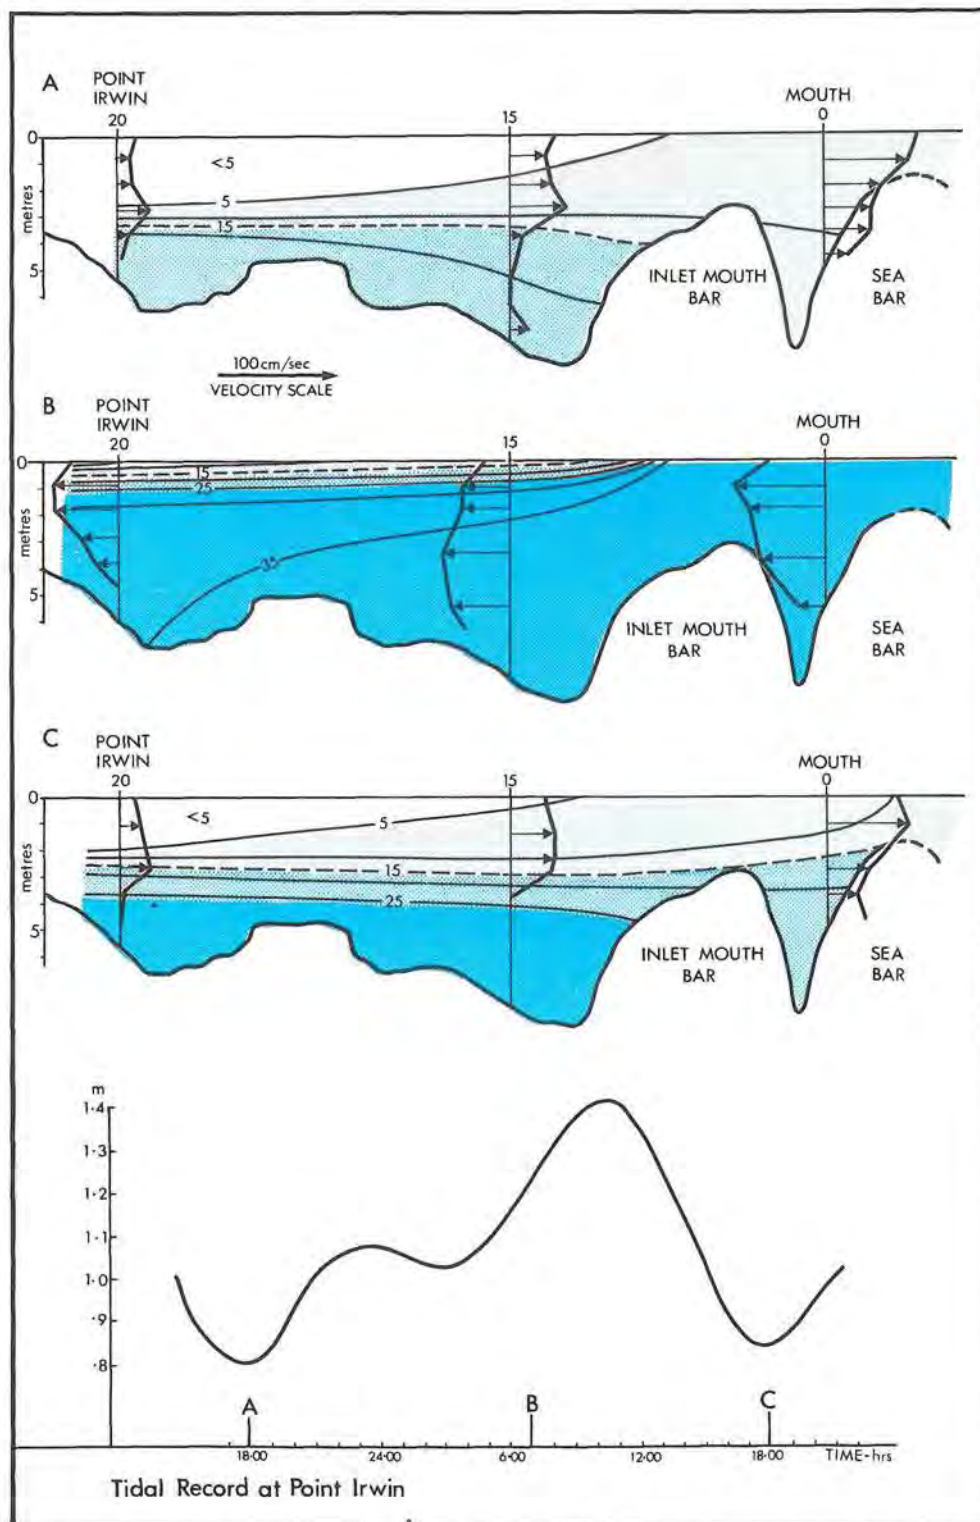 A
POINT
IRWIN
20
15
MOUTH
0
0
metres
5
<5
5
15
INLET MOUTH
BAR
SEA
BAR
100cm/sec
VELOCITY SCALE
B
POINT
IRWIN
20
15
MOUTH
0
0
metres
5
15
25
35
INLET MOUTH
BAR
SEA
BAR
C
POINT
IRWIN
20
15
MOUTH
0
0
metres
5
<5
5
15
25
INLET MOUTH
BAR
SEA
BAR
m
1·4
1·3
1·2
1·1
1·0
·9
·8
A
B
C
18·00
24·00
6·00
12·00
18·00
TIME-hrs
Tidal Record at Point Irwin